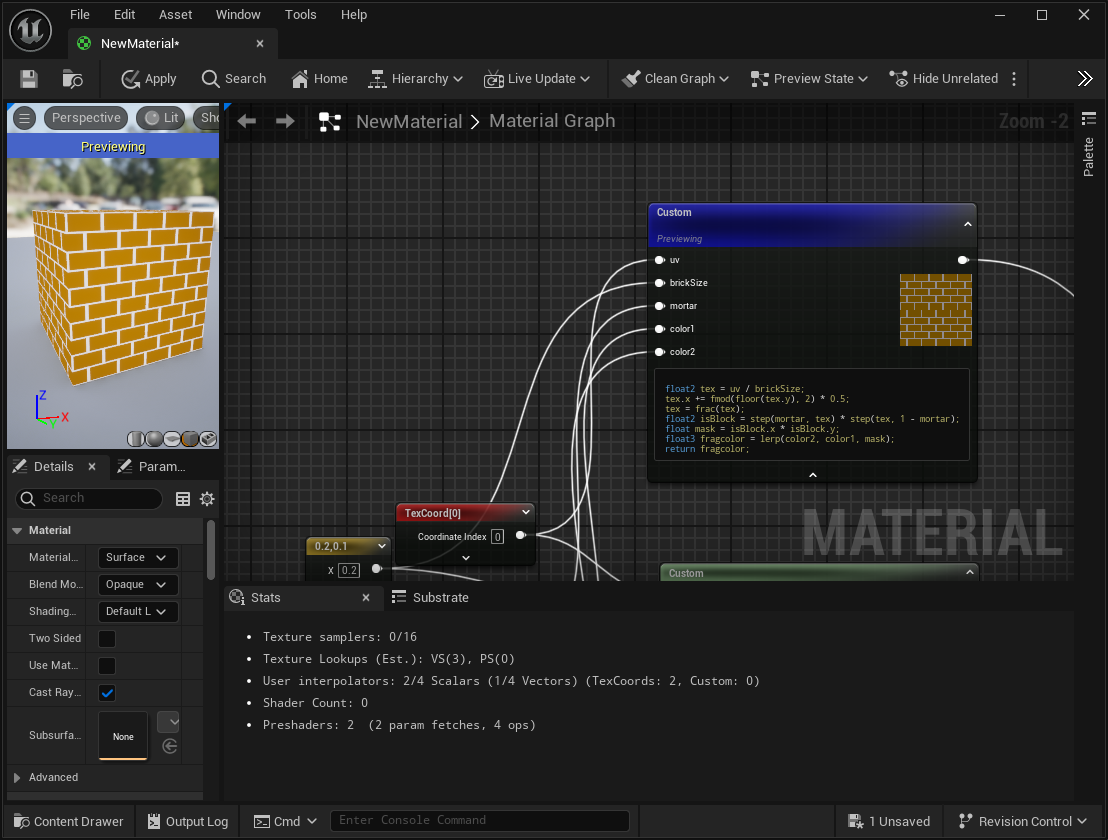 File Edit Asset Window Tools Help
NewMaterial*
Apply Search Home Hierarchy Live Update Clean Graph Preview State Hide Unrelated
Perspective Lit Sho
Previewing
NewMaterial > Material Graph
Zoom -2
Palette
Custom
Previewing
uv
brickSize
mortar
color1
color2
float2 tex = uv / brickSize;
tex.x += fmod(floor(tex.y), 2) * 0.5;
tex = frac(tex);
float2 isBlock = step(mortar, tex) * step(tex, 1 - mortar);
float mask = isBlock.x * isBlock.y;
float3 fragcolor = lerp(color2, color1, mask);
return fragcolor;
TexCoord[0]
Coordinate Index 0
0.2,0.1
X 0.2
MATERIAL
Custom
Z
X
Y
Details Param...
Search
Material
Material... Surface
Blend Mo... Opaque
Shading... Default L
Two Sided
Use Mat...
Cast Ray...
Subsurfa... None
Advanced
Stats Substrate
• Texture samplers: 0/16
• Texture Lookups (Est.): VS(3), PS(0)
• User interpolators: 2/4 Scalars (1/4 Vectors) (TexCoords: 2, Custom: 0)
• Shader Count: 0
• Preshaders: 2 (2 param fetches, 4 ops)
Content Drawer Output Log Cmd Enter Console Command 1 Unsaved Revision Control